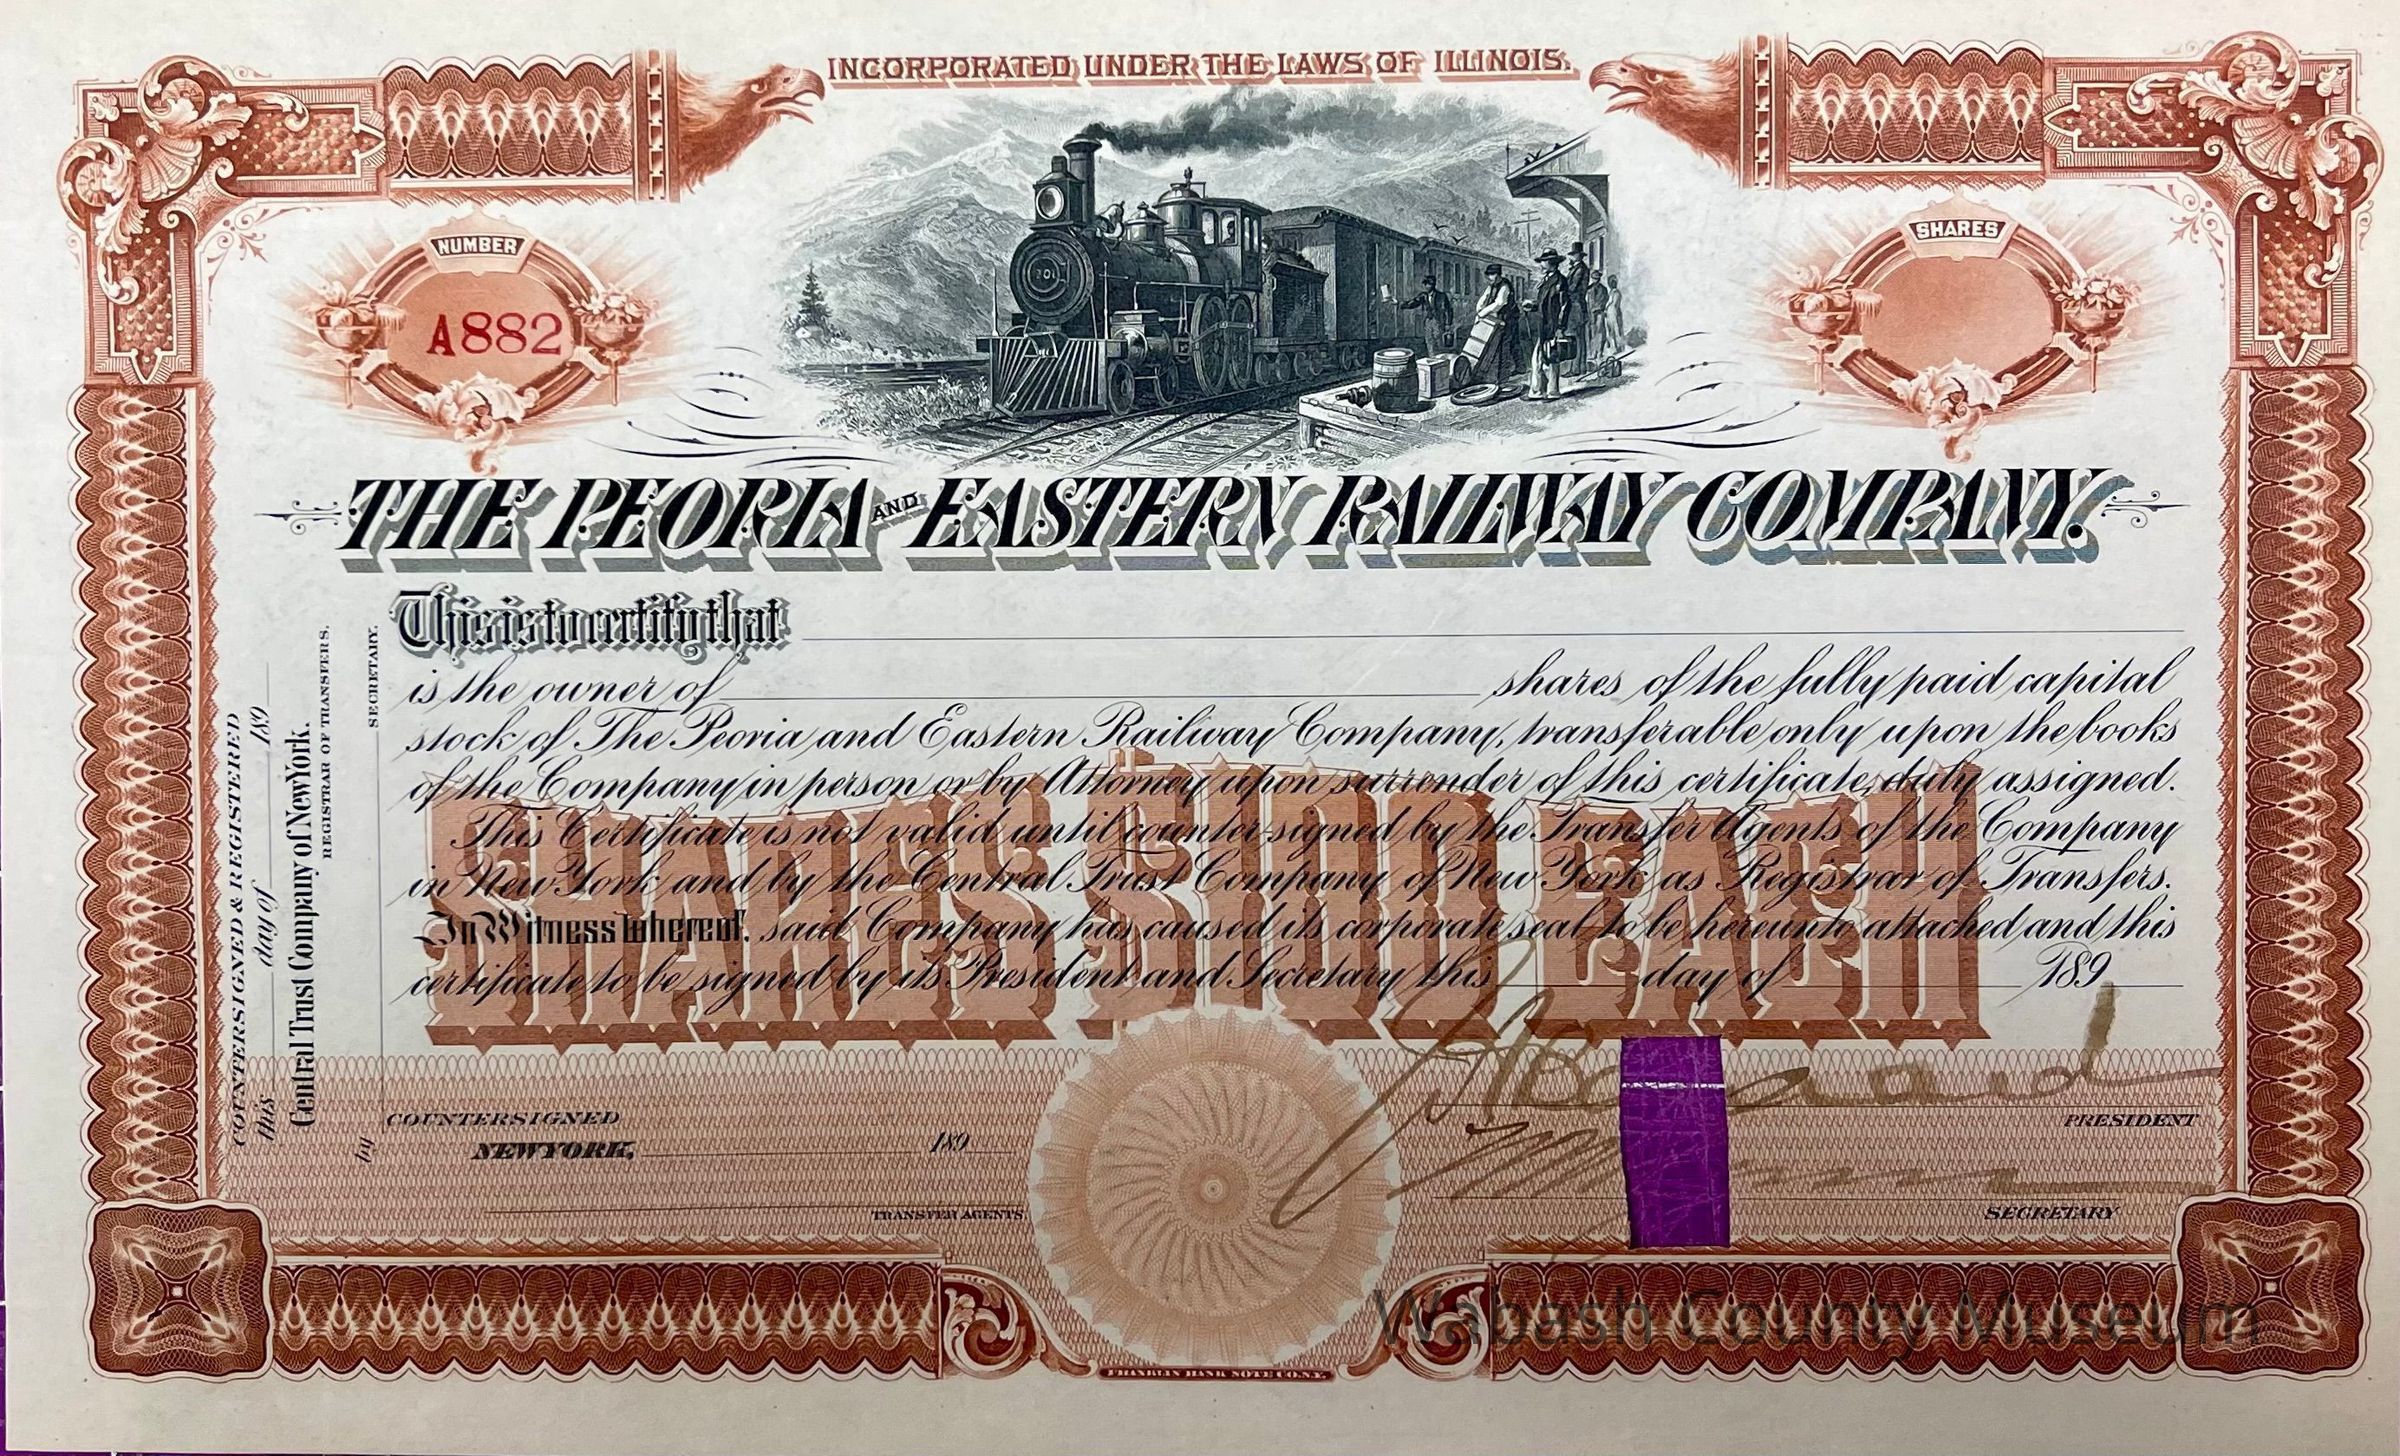 INCORPORATED UNDER THE LAWS OF ILLINOIS.
NUMBER
A882
SHARES
201
THE PEORIA AND EASTERN RAILWAY COMPANY.
This is to certify that
is the owner of shares of the fully paid capital
stock of The Peoria and Eastern Railway Company, transferable only upon the books
of the Company in person or by Attorney upon surrender of this certificate, duly assigned.
This Certificate is not valid until counter-signed by the Transfer Agents of the Company
in New York and by the Central Trust Company of New York as Registrar of Transfers.
In Witness Whereof, said Company has caused its corporate seal to be hereunto attached and this
certificate to be signed by its President and Secretary this day of 189
SHARES $100 EACH
COUNTERSIGNED & REGISTERED
this day of 189
Central Trust Company of New York.
REGISTRAR OF TRANSFERS.
by SECRETARY.
COUNTERSIGNED
NEW YORK, 189
TRANSFER AGENTS
PRESIDENT
SECRETARY
FRANKLIN BANK NOTE CO. N.Y.
Wabash County Museum